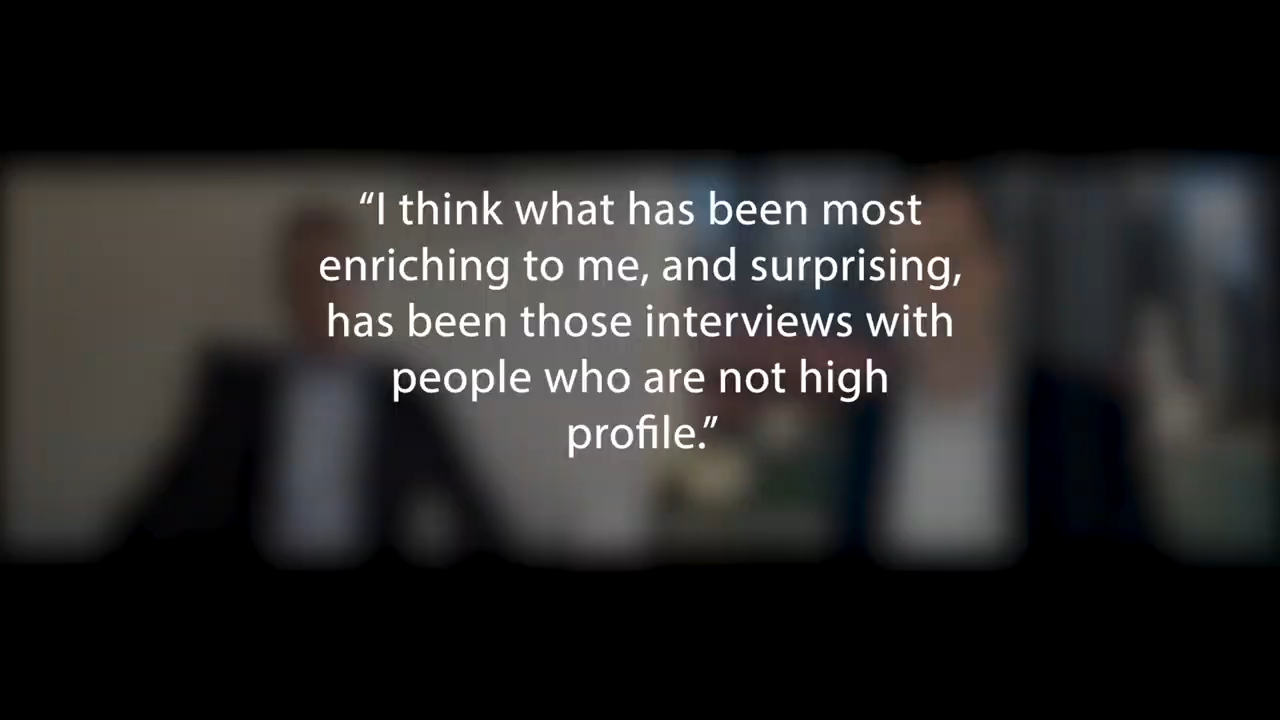 “I think what has been most
enriching to me, and surprising,
has been those interviews with
people who are not high
profile.”